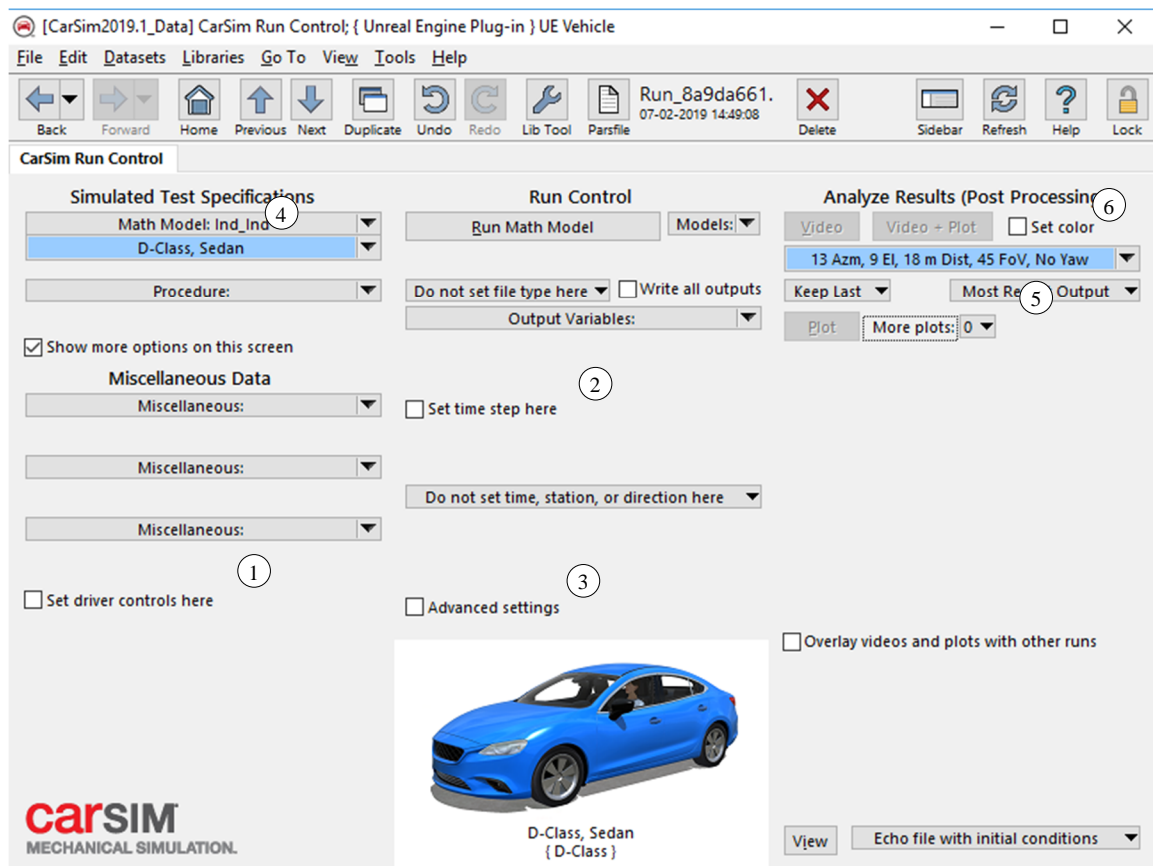 [CarSim2019.1_Data] CarSim Run Control; { Unreal Engine Plug-in } UE Vehicle
File Edit Datasets Libraries Go To View Tools Help
Run_8a9da661.
07-02-2019 14:49:08
Back Forward Home Previous Next Duplicate Undo Redo Lib Tool Parsfile Delete Sidebar Refresh Help Lock
CarSim Run Control
Simulated Test Specifications
4
Math Model: Ind_Ind
D-Class, Sedan
Procedure:
Show more options on this screen
Miscellaneous Data
Miscellaneous:
Miscellaneous:
Miscellaneous:
1
Set driver controls here
carSIM
MECHANICAL SIMULATION.
Run Control
Run Math Model Models:
Do not set file type here Write all outputs
Output Variables:
2
Set time step here
Do not set time, station, or direction here
3
Advanced settings
D-Class, Sedan
{ D-Class }
Analyze Results (Post Processing
6
Video Video + Plot Set color
13 Azm, 9 El, 18 m Dist, 45 FoV, No Yaw
Keep Last Most Output
5
Plot More plots: 0
Overlay videos and plots with other runs
View Echo file with initial conditions